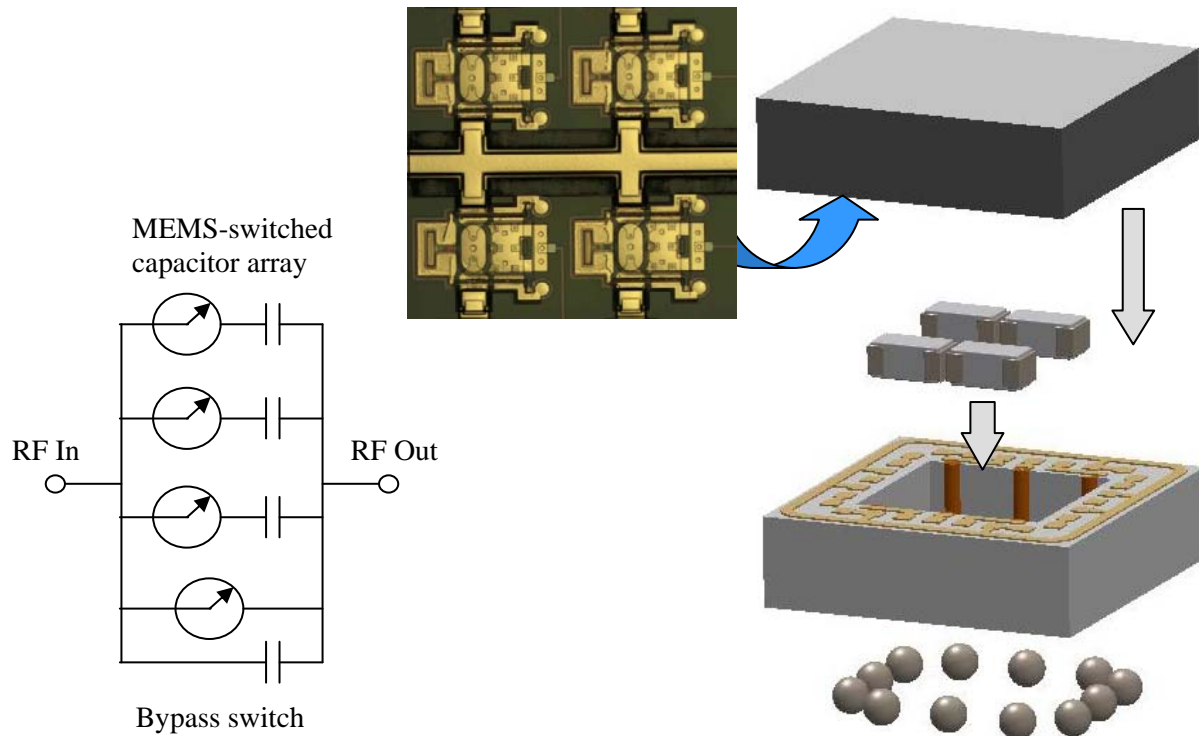 MEMS-switched
capacitor array
RF In
RF Out
Bypass switch